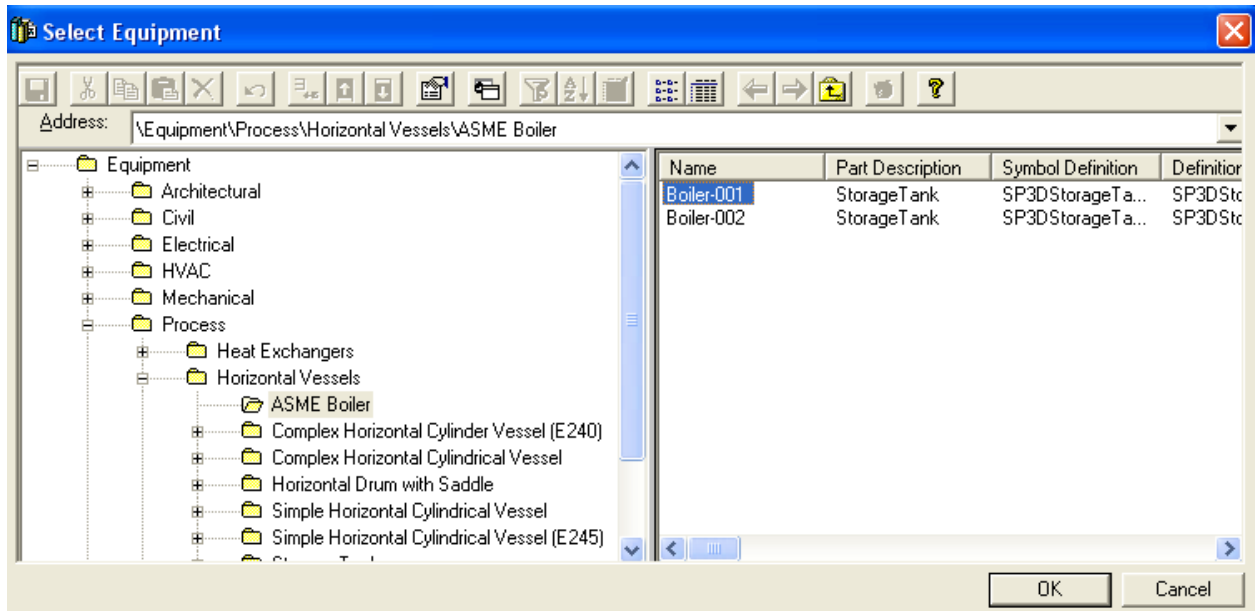 Select Equipment
Address: \Equipment\Process\Horizontal Vessels\ASME Boiler
Equipment
Architectural
Civil
Electrical
HVAC
Mechanical
Process
Heat Exchangers
Horizontal Vessels
ASME Boiler
Complex Horizontal Cylinder Vessel (E240)
Complex Horizontal Cylindrical Vessel
Horizontal Drum with Saddle
Simple Horizontal Cylindrical Vessel
Simple Horizontal Cylindrical Vessel (E245)
Name Part Description Symbol Definition Definition
Boiler-001 StorageTank SP3DStorageTa... SP3DSto
Boiler-002 StorageTank SP3DStorageTa... SP3DSto
OK Cancel